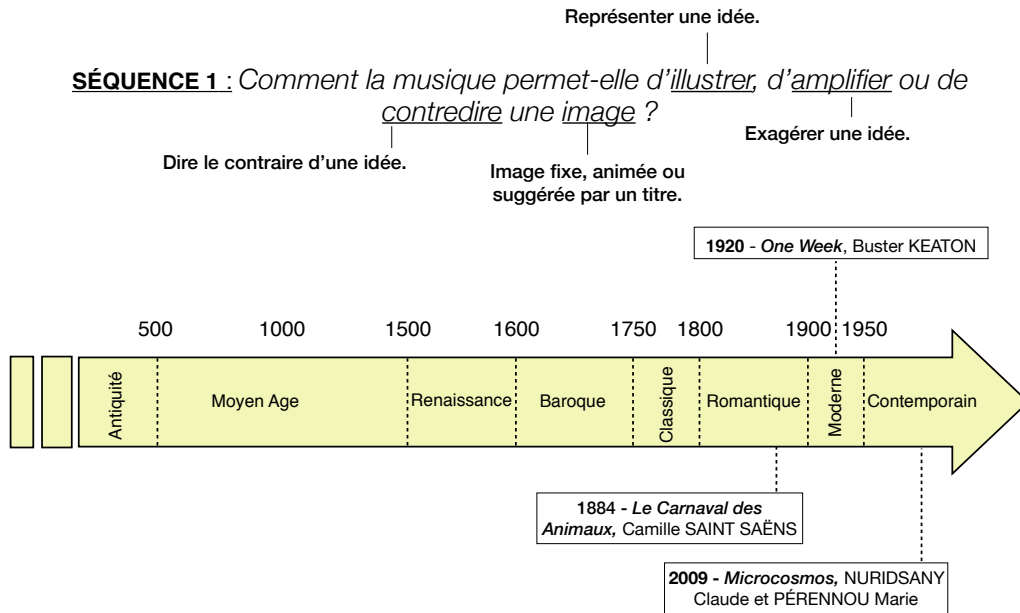 Représenter une idée.
SÉQUENCE 1 : Comment la musique permet-elle d'illustrer, d'amplifier ou de
contredire une image ?
Exagérer une idée.
Dire le contraire d'une idée.
Image fixe, animée ou
suggérée par un titre.
1920 - One Week, Buster KEATON
500 1000 1500 1600 1750 1800 1900 1950
Antiquité Moyen Age Renaissance Baroque Classique Romantique Moderne Contemporain
1884 - Le Carnaval des
Animaux, Camille SAINT SAËNS
2009 - Microcosmos, NURIDSANY
Claude et PÉRENNOU Marie